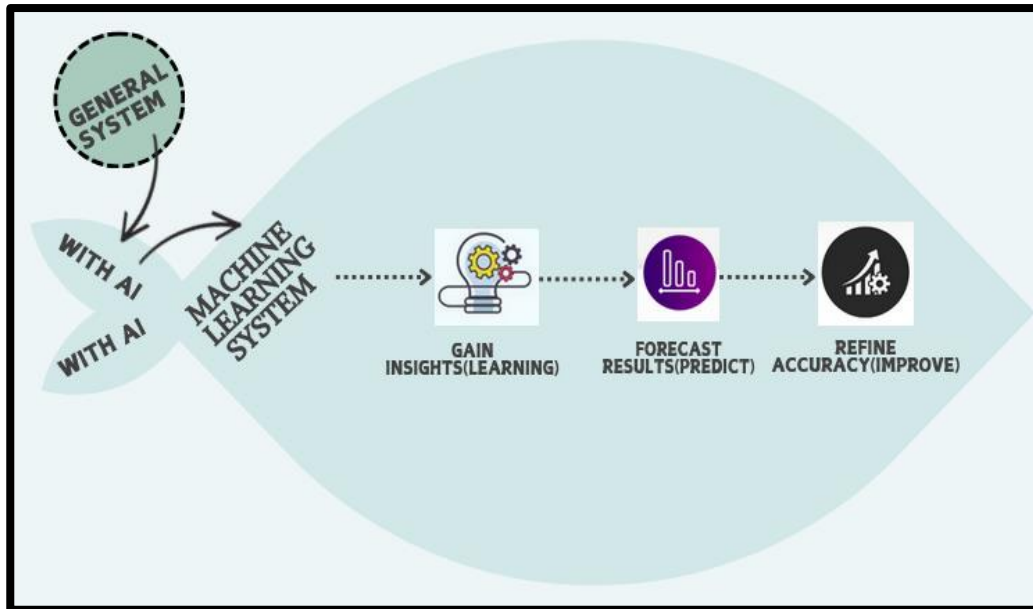 GENERAL
SYSTEM
WITH AI
WITH AI
MACHINE
LEARNING
SYSTEM
GAIN
INSIGHTS(LEARNING)
FORECAST
RESULTS(PREDICT)
REFINE
ACCURACY(IMPROVE)